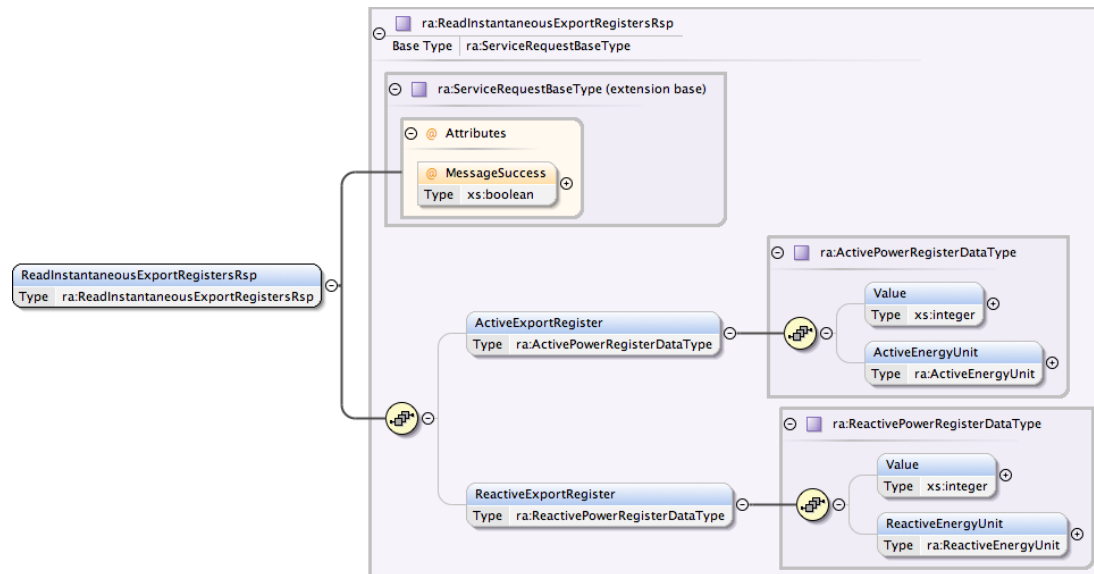 ra:ReadInstantaneousExportRegistersRsp
Base Type ra:ServiceRequestBaseType
ra:ServiceRequestBaseType (extension base)
@ Attributes
@ MessageSuccess
Type xs:boolean
ReadInstantaneousExportRegistersRsp
Type ra:ReadInstantaneousExportRegistersRsp
ActiveExportRegister
Type ra:ActivePowerRegisterDataType
ra:ActivePowerRegisterDataType
Value
Type xs:integer
ActiveEnergyUnit
Type ra:ActiveEnergyUnit
ReactiveExportRegister
Type ra:ReactivePowerRegisterDataType
ra:ReactivePowerRegisterDataType
Value
Type xs:integer
ReactiveEnergyUnit
Type ra:ReactiveEnergyUnit